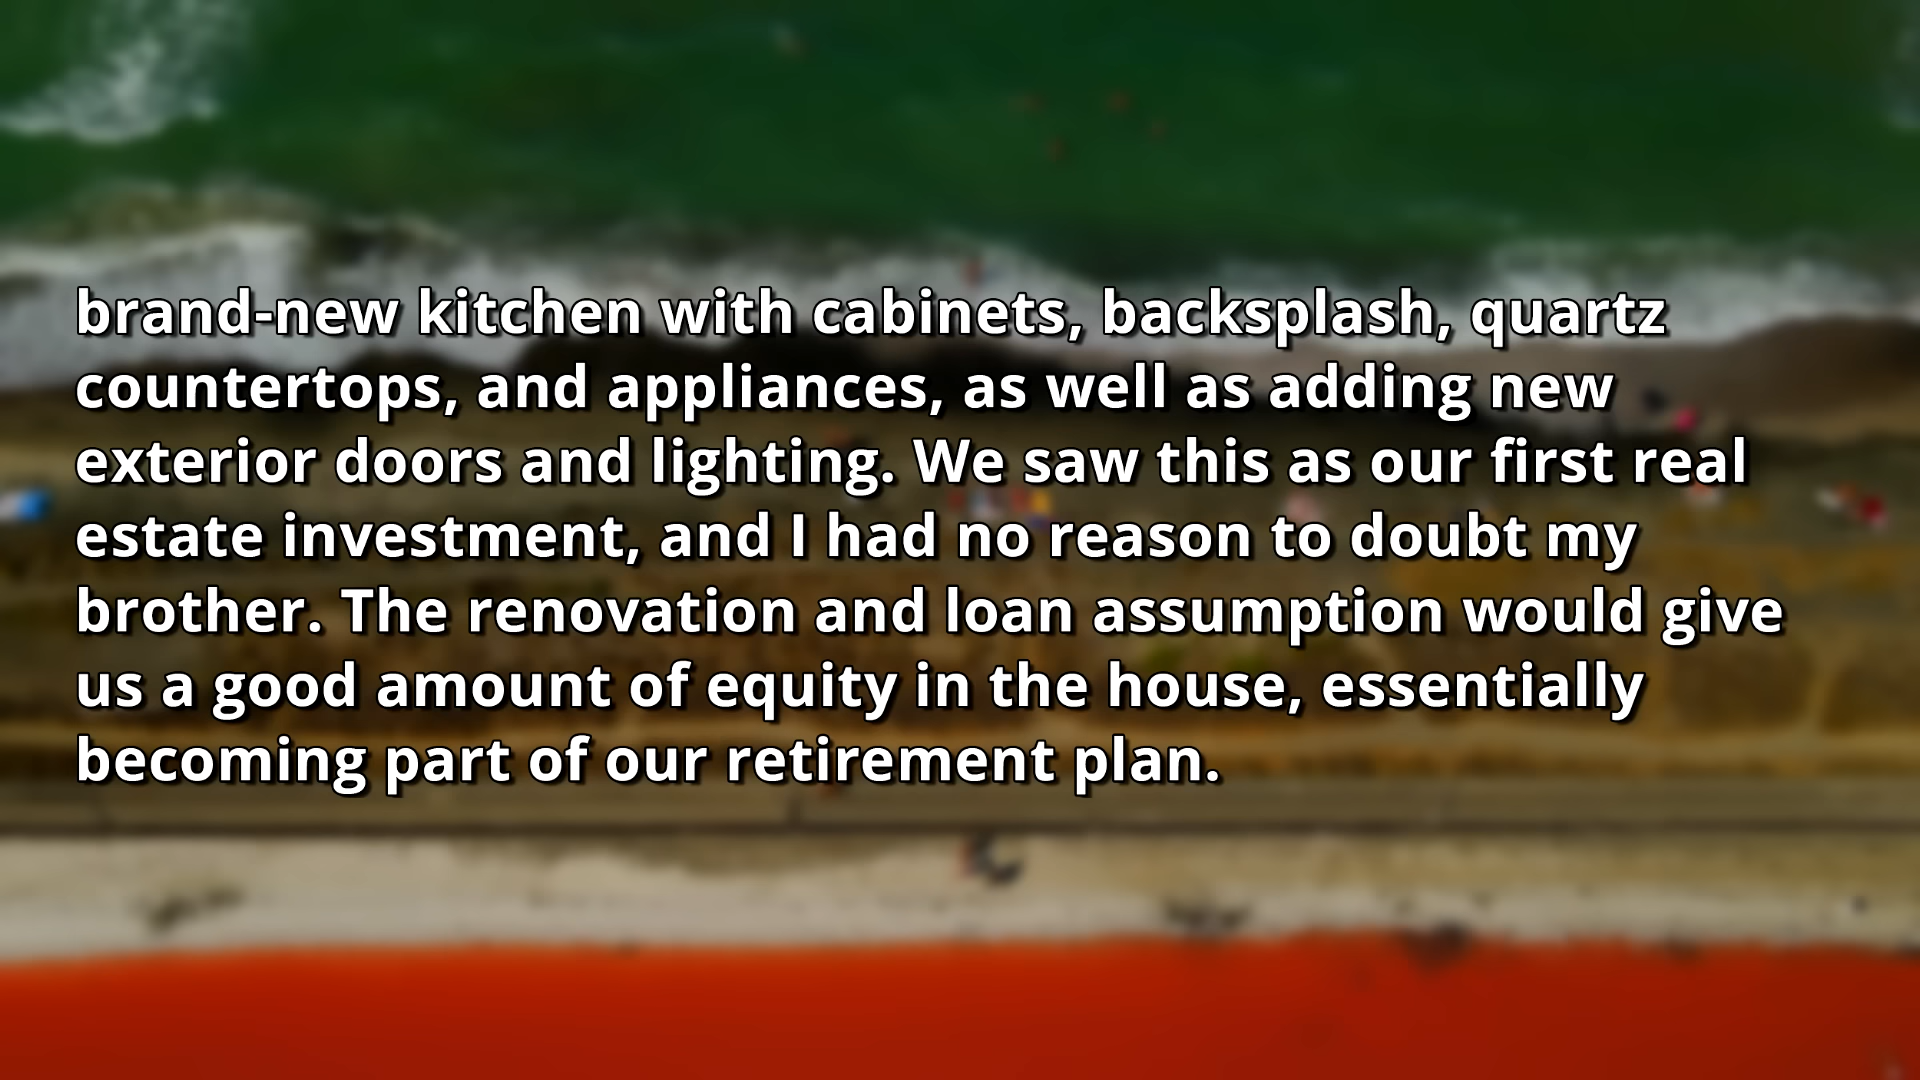 brand-new kitchen with cabinets, backsplash, quartz
countertops, and appliances, as well as adding new
exterior doors and lighting. We saw this as our first real
estate investment, and I had no reason to doubt my
brother. The renovation and loan assumption would give
us a good amount of equity in the house, essentially
becoming part of our retirement plan.